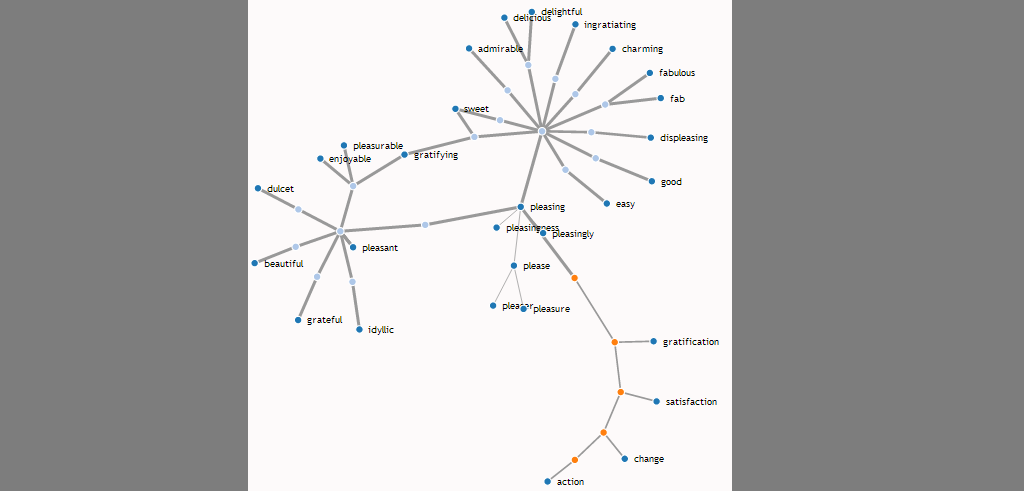 delightful
delicious
ingratiating
admirable
charming
fabulous
fab
sweet
displeasing
pleasurable
gratifying
enjoyable
good
dulcet
easy
pleasing
pleasingness
pleasingly
pleasant
beautiful
please
pleaser
pleasure
grateful
idyllic
gratification
satisfaction
change
action